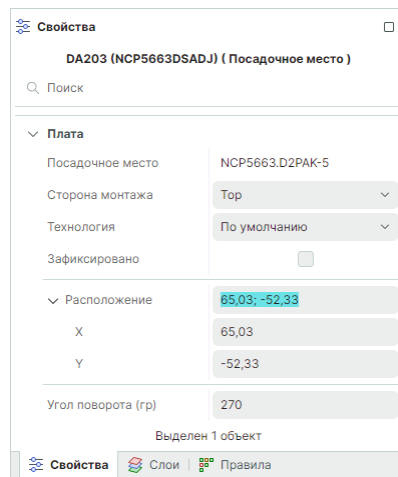 Свойства
DA203 (NCP5663DSADJ) ( Посадочное место )
Поиск
Плата
Посадочное место NCP5663.D2PAK-5
Сторона монтажа Top
Технология По умолчанию
Зафиксировано
Расположение 65,03; -52,33
X 65,03
Y -52,33
Угол поворота (гр) 270
Выделен 1 объект
Свойства Слои Правила